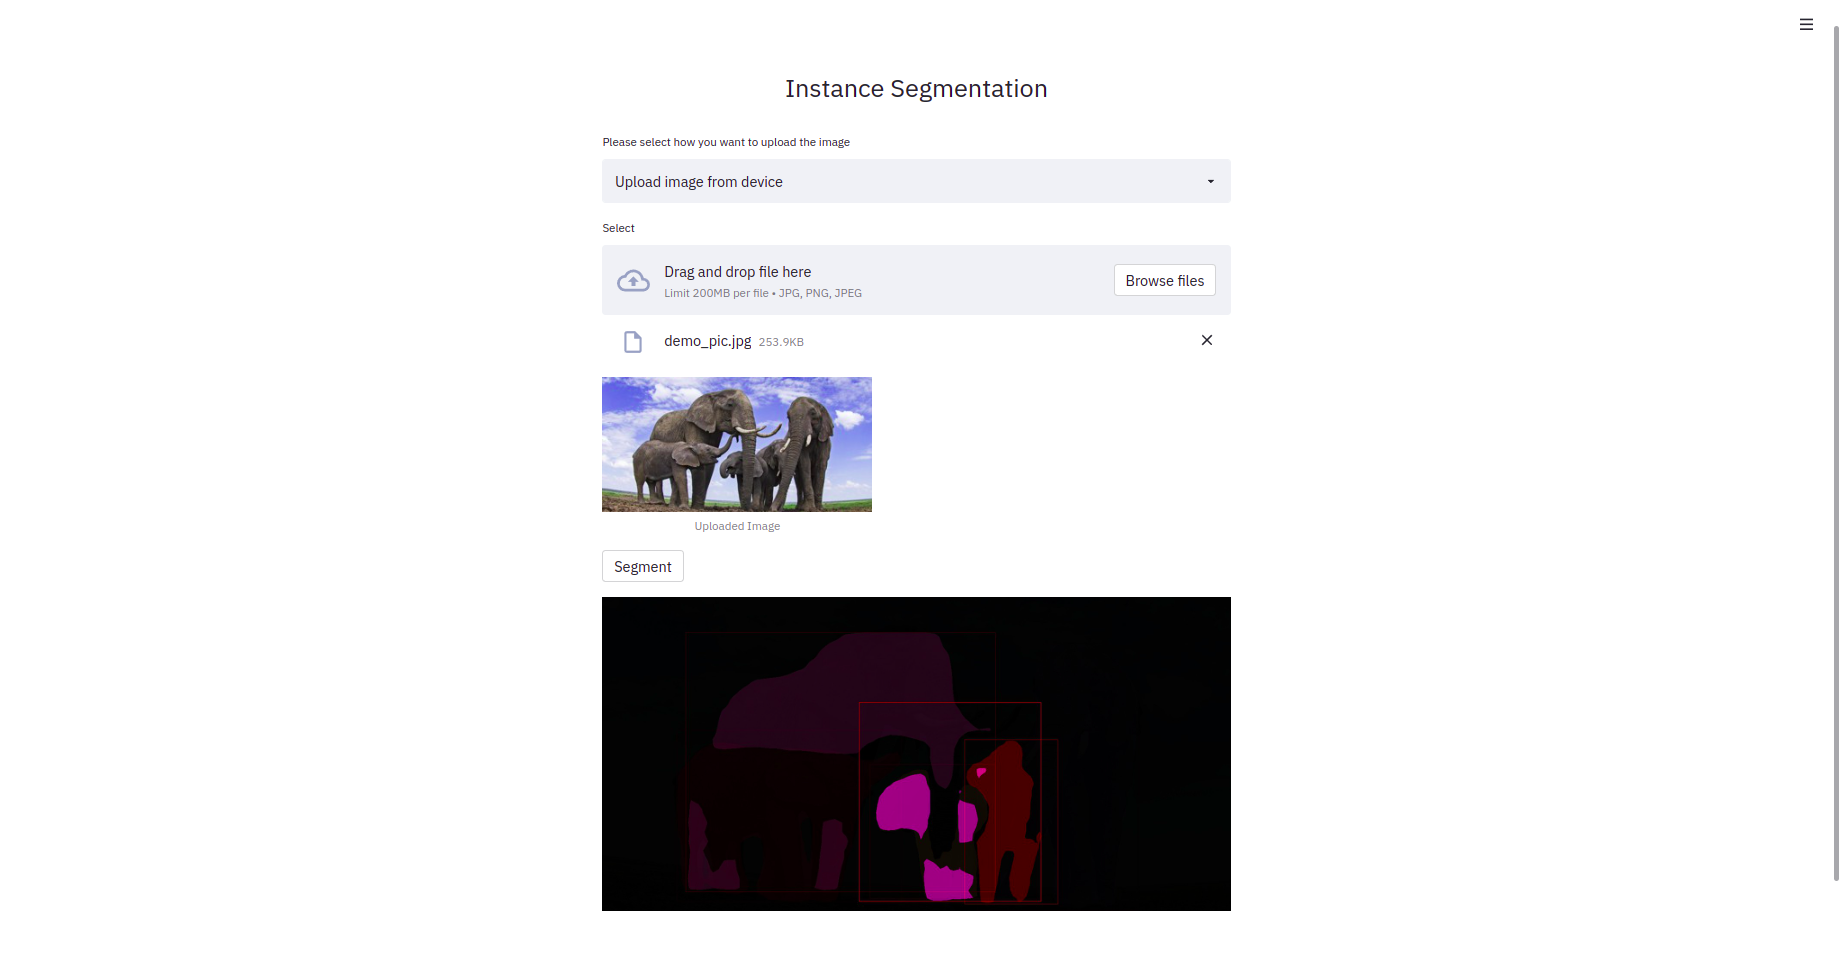 Instance Segmentation
Please select how you want to upload the image
Upload image from device
Select
Drag and drop file here
Limit 200MB per file • JPG, PNG, JPEG
Browse files
demo_pic.jpg 253.9KB
Uploaded Image
Segment